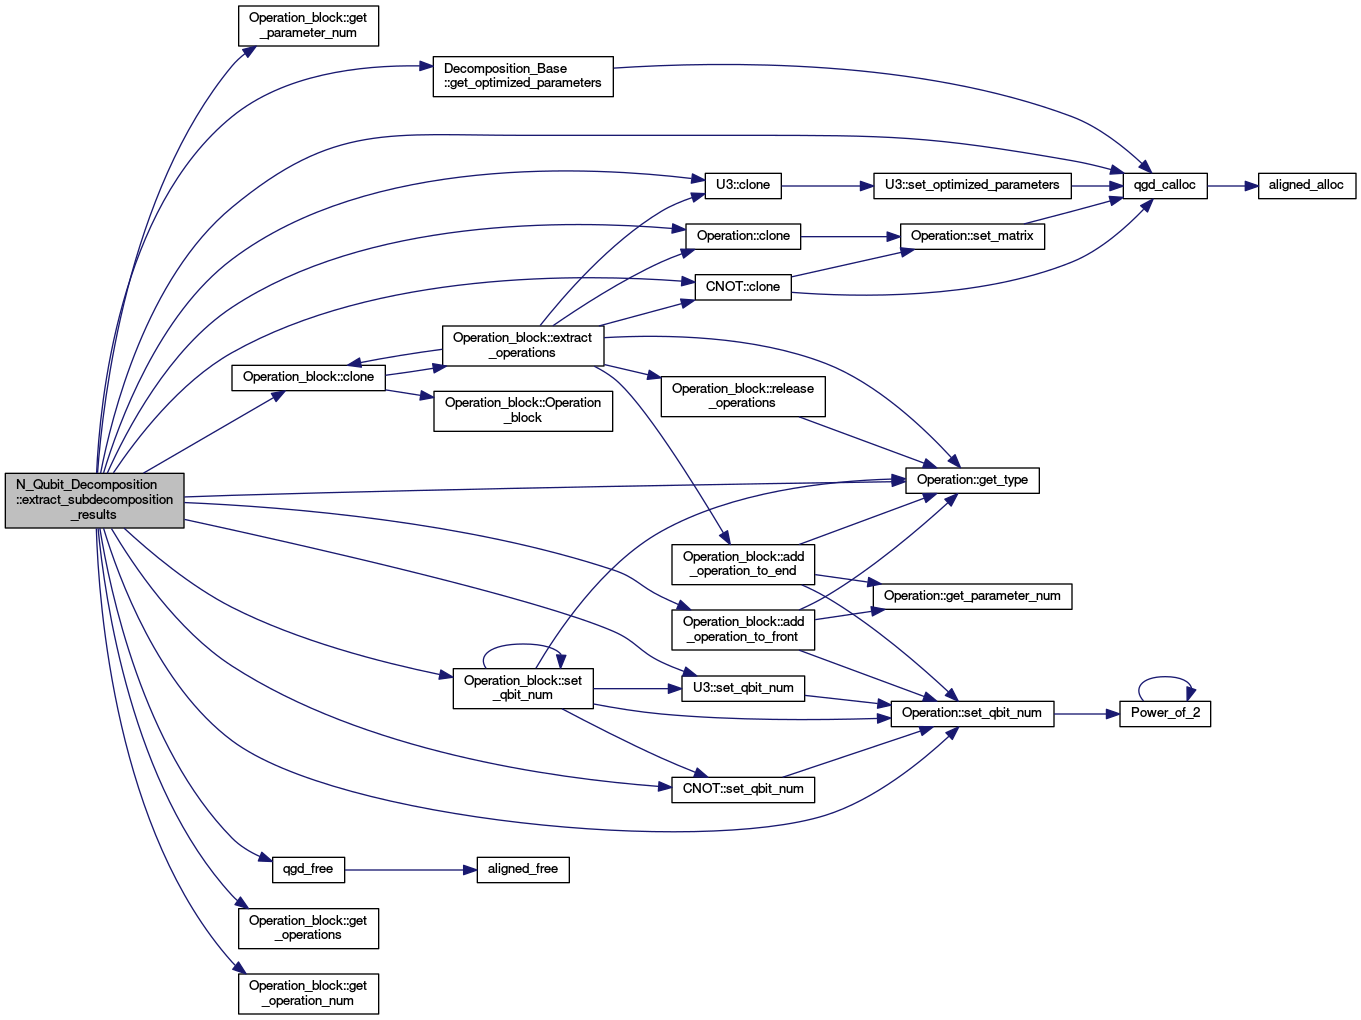 Operation_block::get
_parameter_num
Decomposition_Base
::get_optimized_parameters
U3::clone
U3::set_optimized_parameters
qgd_calloc
aligned_alloc
Operation::clone
Operation::set_matrix
CNOT::clone
Operation_block::extract
_operations
Operation_block::clone
Operation_block::release
_operations
Operation_block::Operation
_block
N_Qubit_Decomposition
::extract_subdecomposition
_results
Operation::get_type
Operation_block::add
_operation_to_end
Operation::get_parameter_num
Operation_block::add
_operation_to_front
Operation_block::set
_qbit_num
U3::set_qbit_num
Operation::set_qbit_num
Power_of_2
CNOT::set_qbit_num
qgd_free
aligned_free
Operation_block::get
_operations
Operation_block::get
_operation_num